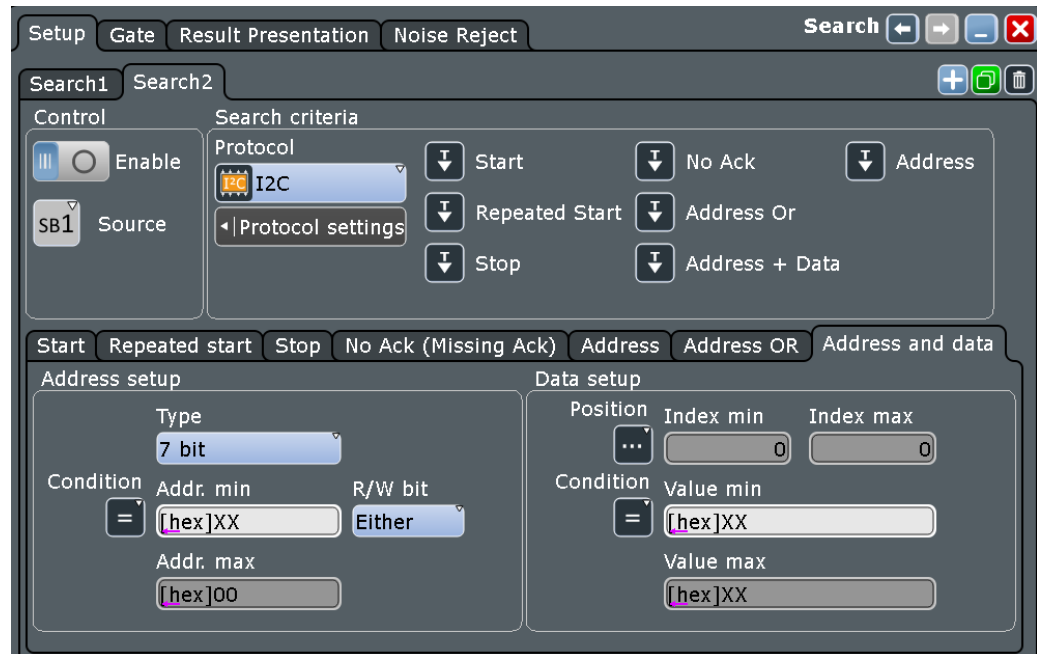 Setup Gate Result Presentation Noise Reject Search
Search1 Search2
Control Search criteria
Enable
SB1 Source
Protocol
I²C I2C
Protocol settings
T Start T No Ack T Address
T Repeated Start T Address Or
T Stop T Address + Data
Start Repeated start Stop No Ack (Missing Ack) Address Address OR Address and data
Address setup
Type
7 bit
Condition Addr. min R/W bit
= [hex]XX Either
Addr. max
[hex]00
Data setup
Position Index min Index max
... 0 0
Condition Value min
= [hex]XX
Value max
[hex]XX